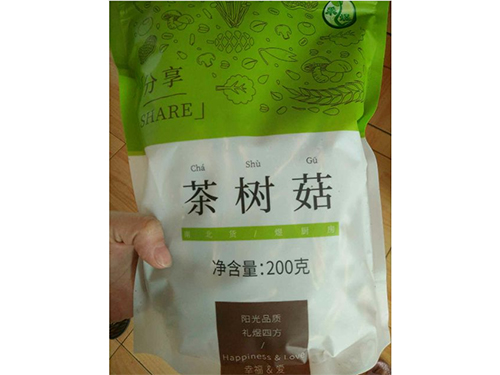 分享
SHARE」
Chá Shù Gū
茶树菇
净含量:200克
阳光品质
礼煜四方
/
Happiness & Love
幸福&爱